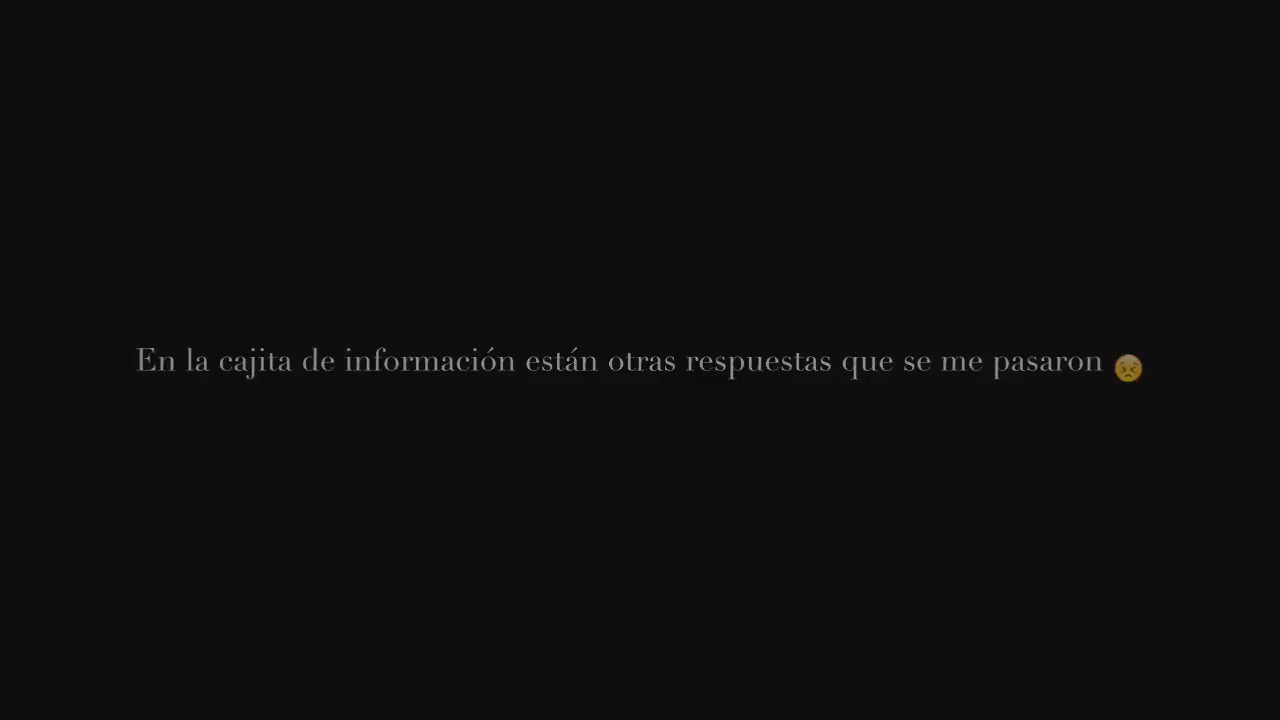 En la cajita de información están otras respuestas que se me pasaron 😣